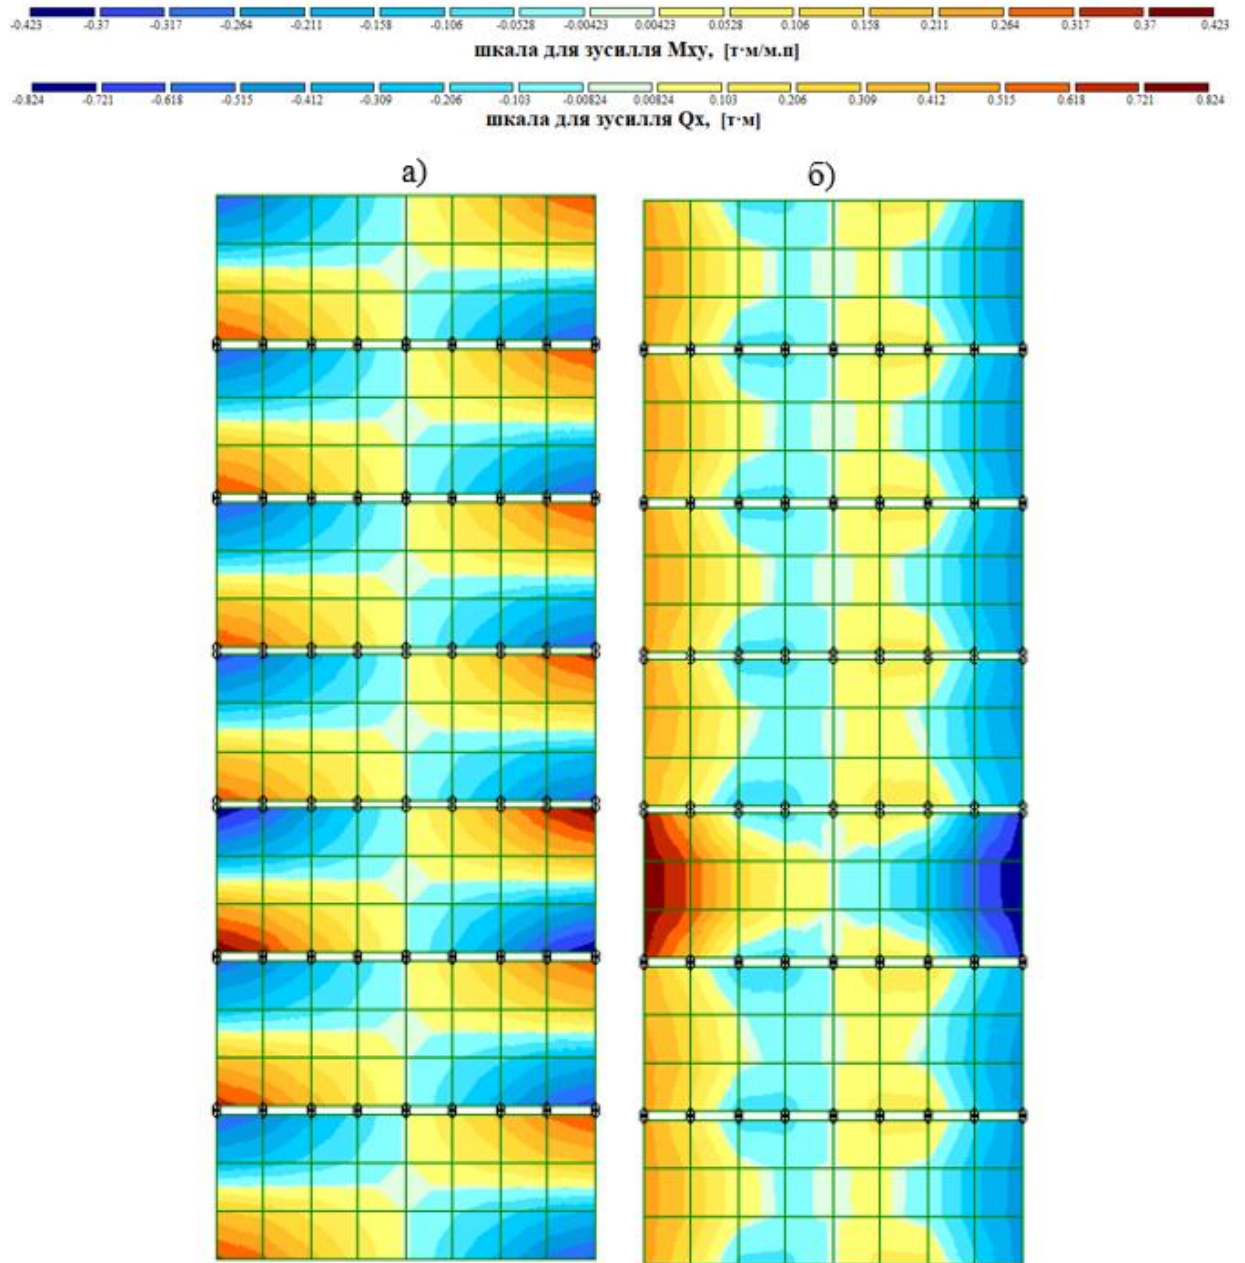 -0.423 -0.37 -0.317 -0.264 -0.211 -0.158 -0.106 -0.0528 -0.00423 0.00423 0.0528 0.106 0.158 0.211 0.264 0.317 0.37 0.423
шкала для зусилля Mxy, [т·м/м.п]
-0.824 -0.721 -0.618 -0.515 -0.412 -0.309 -0.206 -0.103 -0.00824 0.00824 0.103 0.206 0.309 0.412 0.515 0.618 0.721 0.824
шкала для зусилля Qx, [т·м]
а) б)